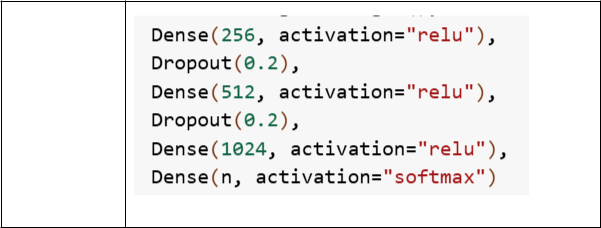 Dense(256, activation="relu"),
Dropout(0.2),
Dense(512, activation="relu"),
Dropout(0.2),
Dense(1024, activation="relu"),
Dense(n, activation="softmax")